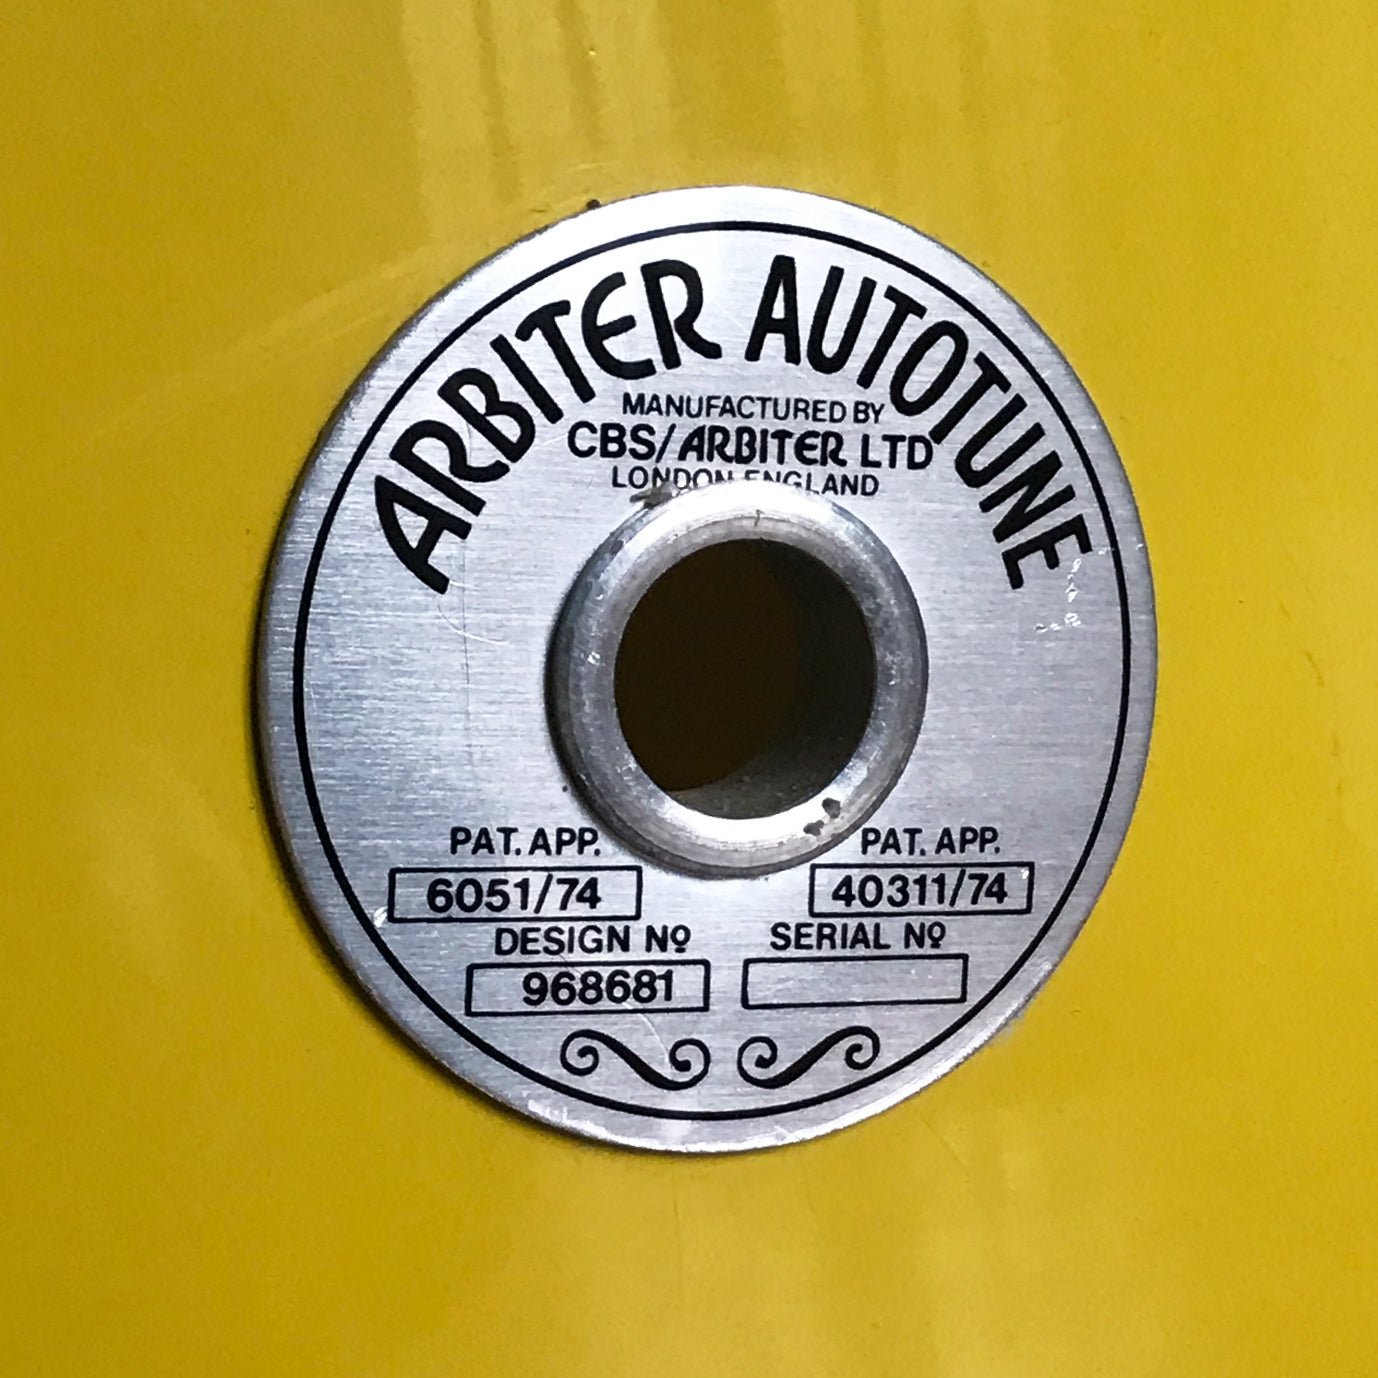 ARBITER AUTOTUNE
MANUFACTURED BY
CBS/ARBITER LTD
LONDON ENGLAND
PAT. APP. PAT. APP.
6051/74 40311/74
DESIGN Nº SERIAL Nº
968681